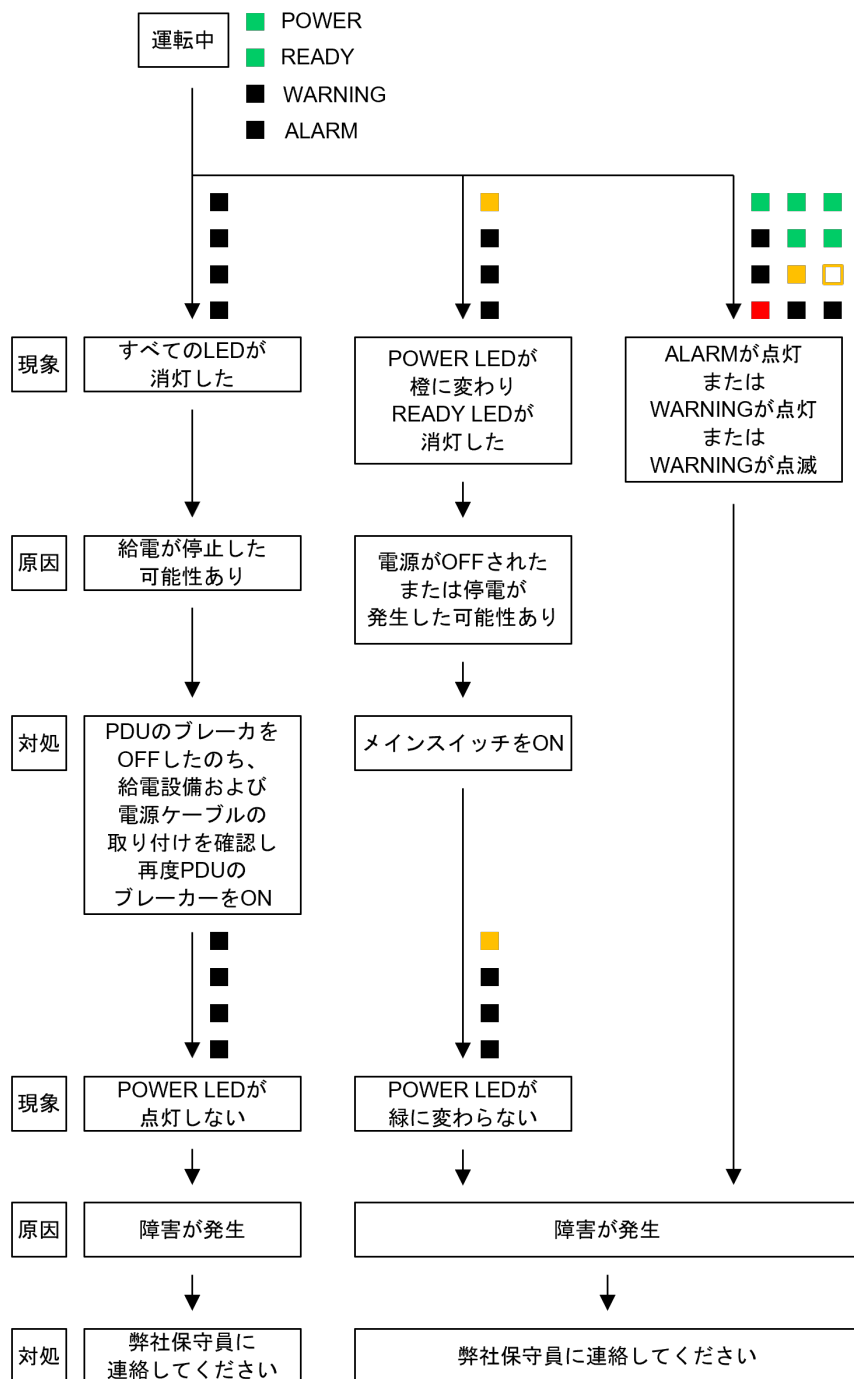 運転中
POWER
READY
WARNING
ALARM
現象
すべてのLEDが
消灯した
POWER LEDが
橙に変わり
READY LEDが
消灯した
ALARMが点灯
または
WARNINGが点灯
または
WARNINGが点滅
原因
給電が停止した
可能性あり
電源がOFFされた
または停電が
発生した可能性あり
対処
PDUのブレーカを
OFFしたのち、
給電設備および
電源ケーブルの
取り付けを確認し
再度PDUの
ブレーカーをON
メインスイッチをON
現象
POWER LEDが
点灯しない
POWER LEDが
緑に変わらない
原因
障害が発生
障害が発生
対処
弊社保守員に
連絡してください
弊社保守員に連絡してください